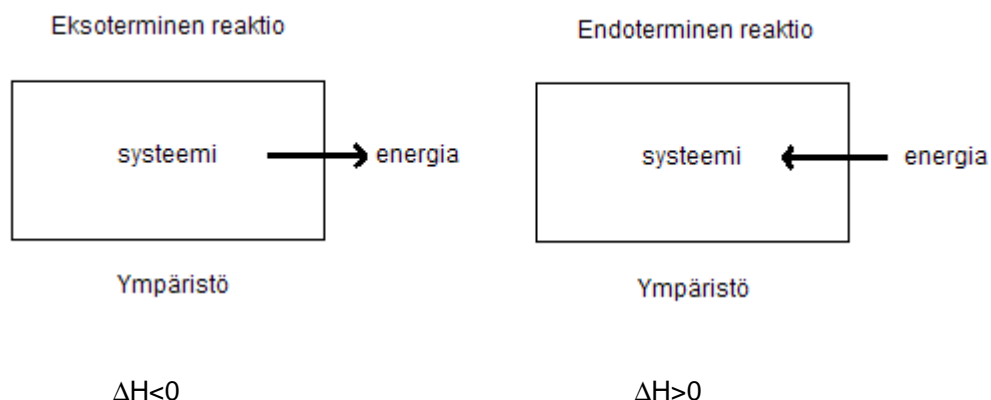 Eksoterminen reaktio
Endoterminen reaktio
systeemi
energia
systeemi
energia
Ympäristö
Ympäristö
ΔH<0
ΔH>0